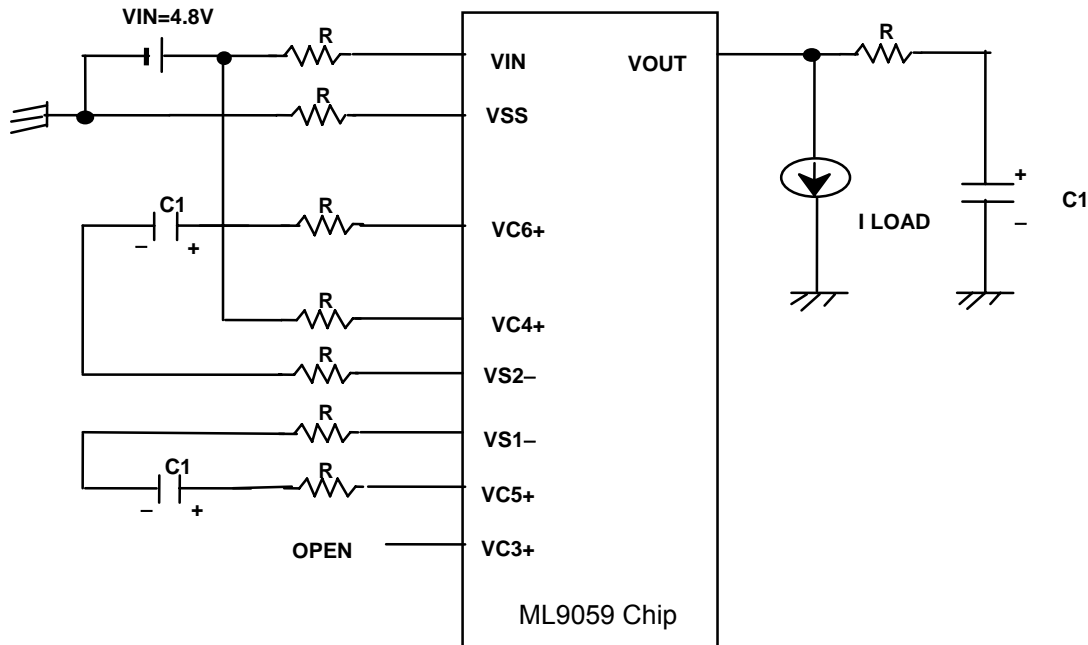 VIN=4.8V
R
VIN
R
VSS
C1
–
+
R
VC6+
R
VC4+
R
VS2–
R
VS1–
C1
–
+
R
VC5+
OPEN
VC3+
ML9059 Chip
VOUT
R
I LOAD
+
–
C1